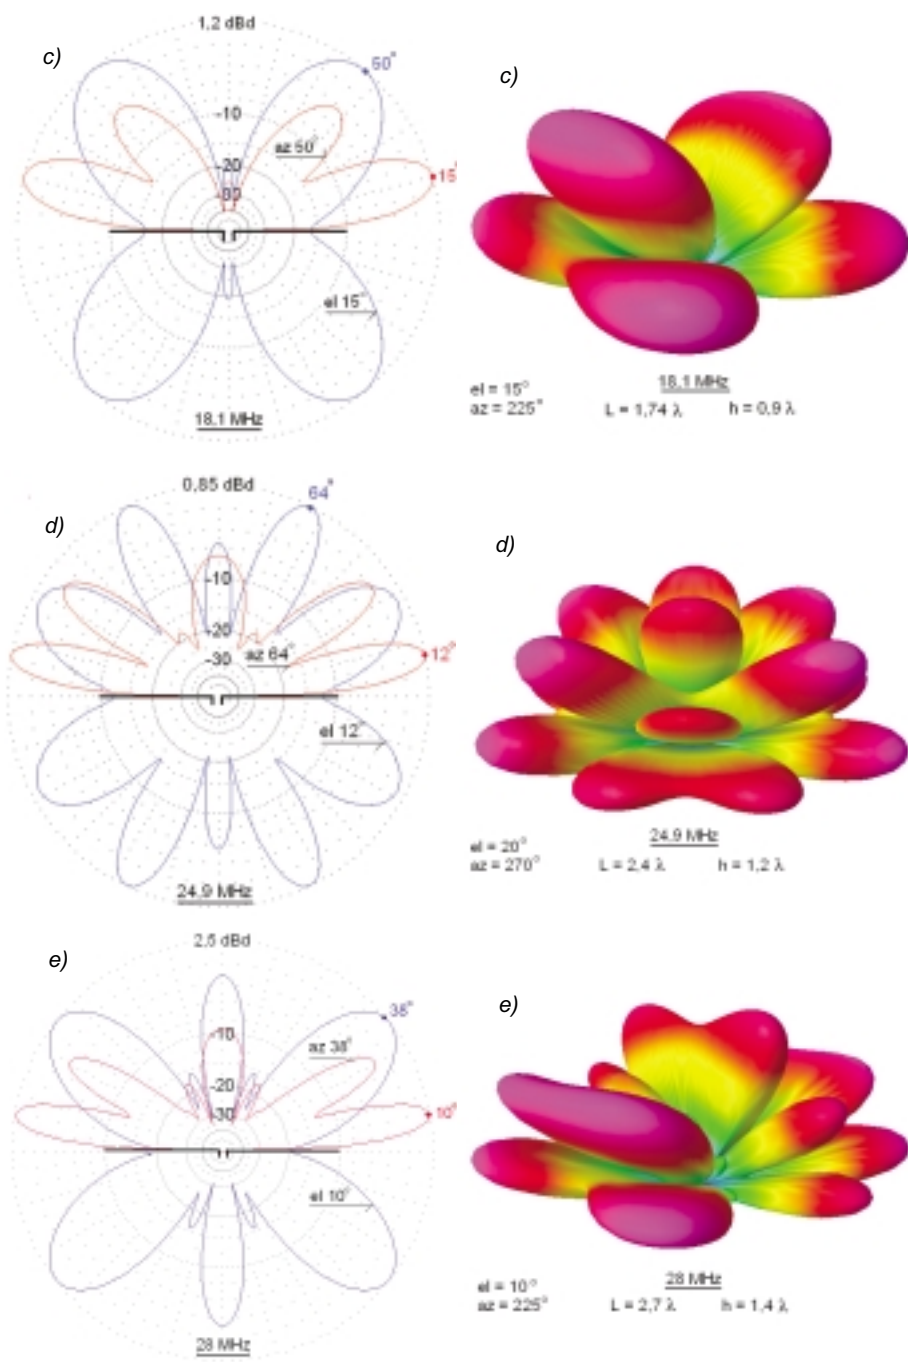 c)
1,2 dBd
50°
-10
az 50°
-20
15°
-30
el 15°
18,1 MHz
c)
18.1 MHz
el = 15°
az = 225°
L = 1,74 λ
h = 0,9 λ
d)
0,85 dBd
64°
-10
-20
az 64°
-30
12°
el 12°
24,9 MHz
d)
24.9 MHz
el = 20°
az = 270°
L = 2,4 λ
h = 1,2 λ
e)
2,5 dBd
38°
-10
az 38°
-20
-30
10°
el 10°
28 MHz
e)
28 MHz
el = 10°
az = 225°
L = 2,7 λ
h = 1,4 λ